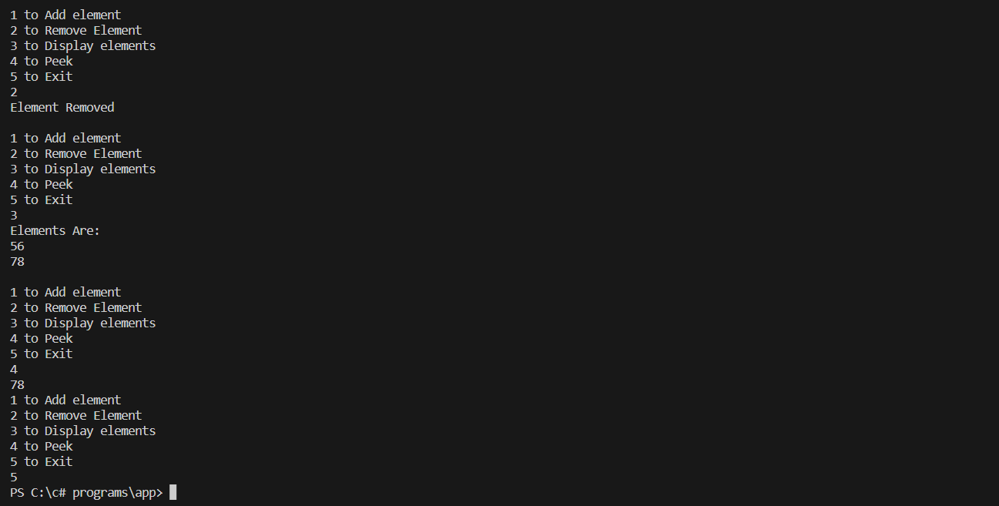 1 to Add element
2 to Remove Element
3 to Display elements
4 to Peek
5 to Exit
2
Element Removed

1 to Add element
2 to Remove Element
3 to Display elements
4 to Peek
5 to Exit
3
Elements Are:
56
78

1 to Add element
2 to Remove Element
3 to Display elements
4 to Peek
5 to Exit
4
78
1 to Add element
2 to Remove Element
3 to Display elements
4 to Peek
5 to Exit
5
PS C:\c# programs\app>